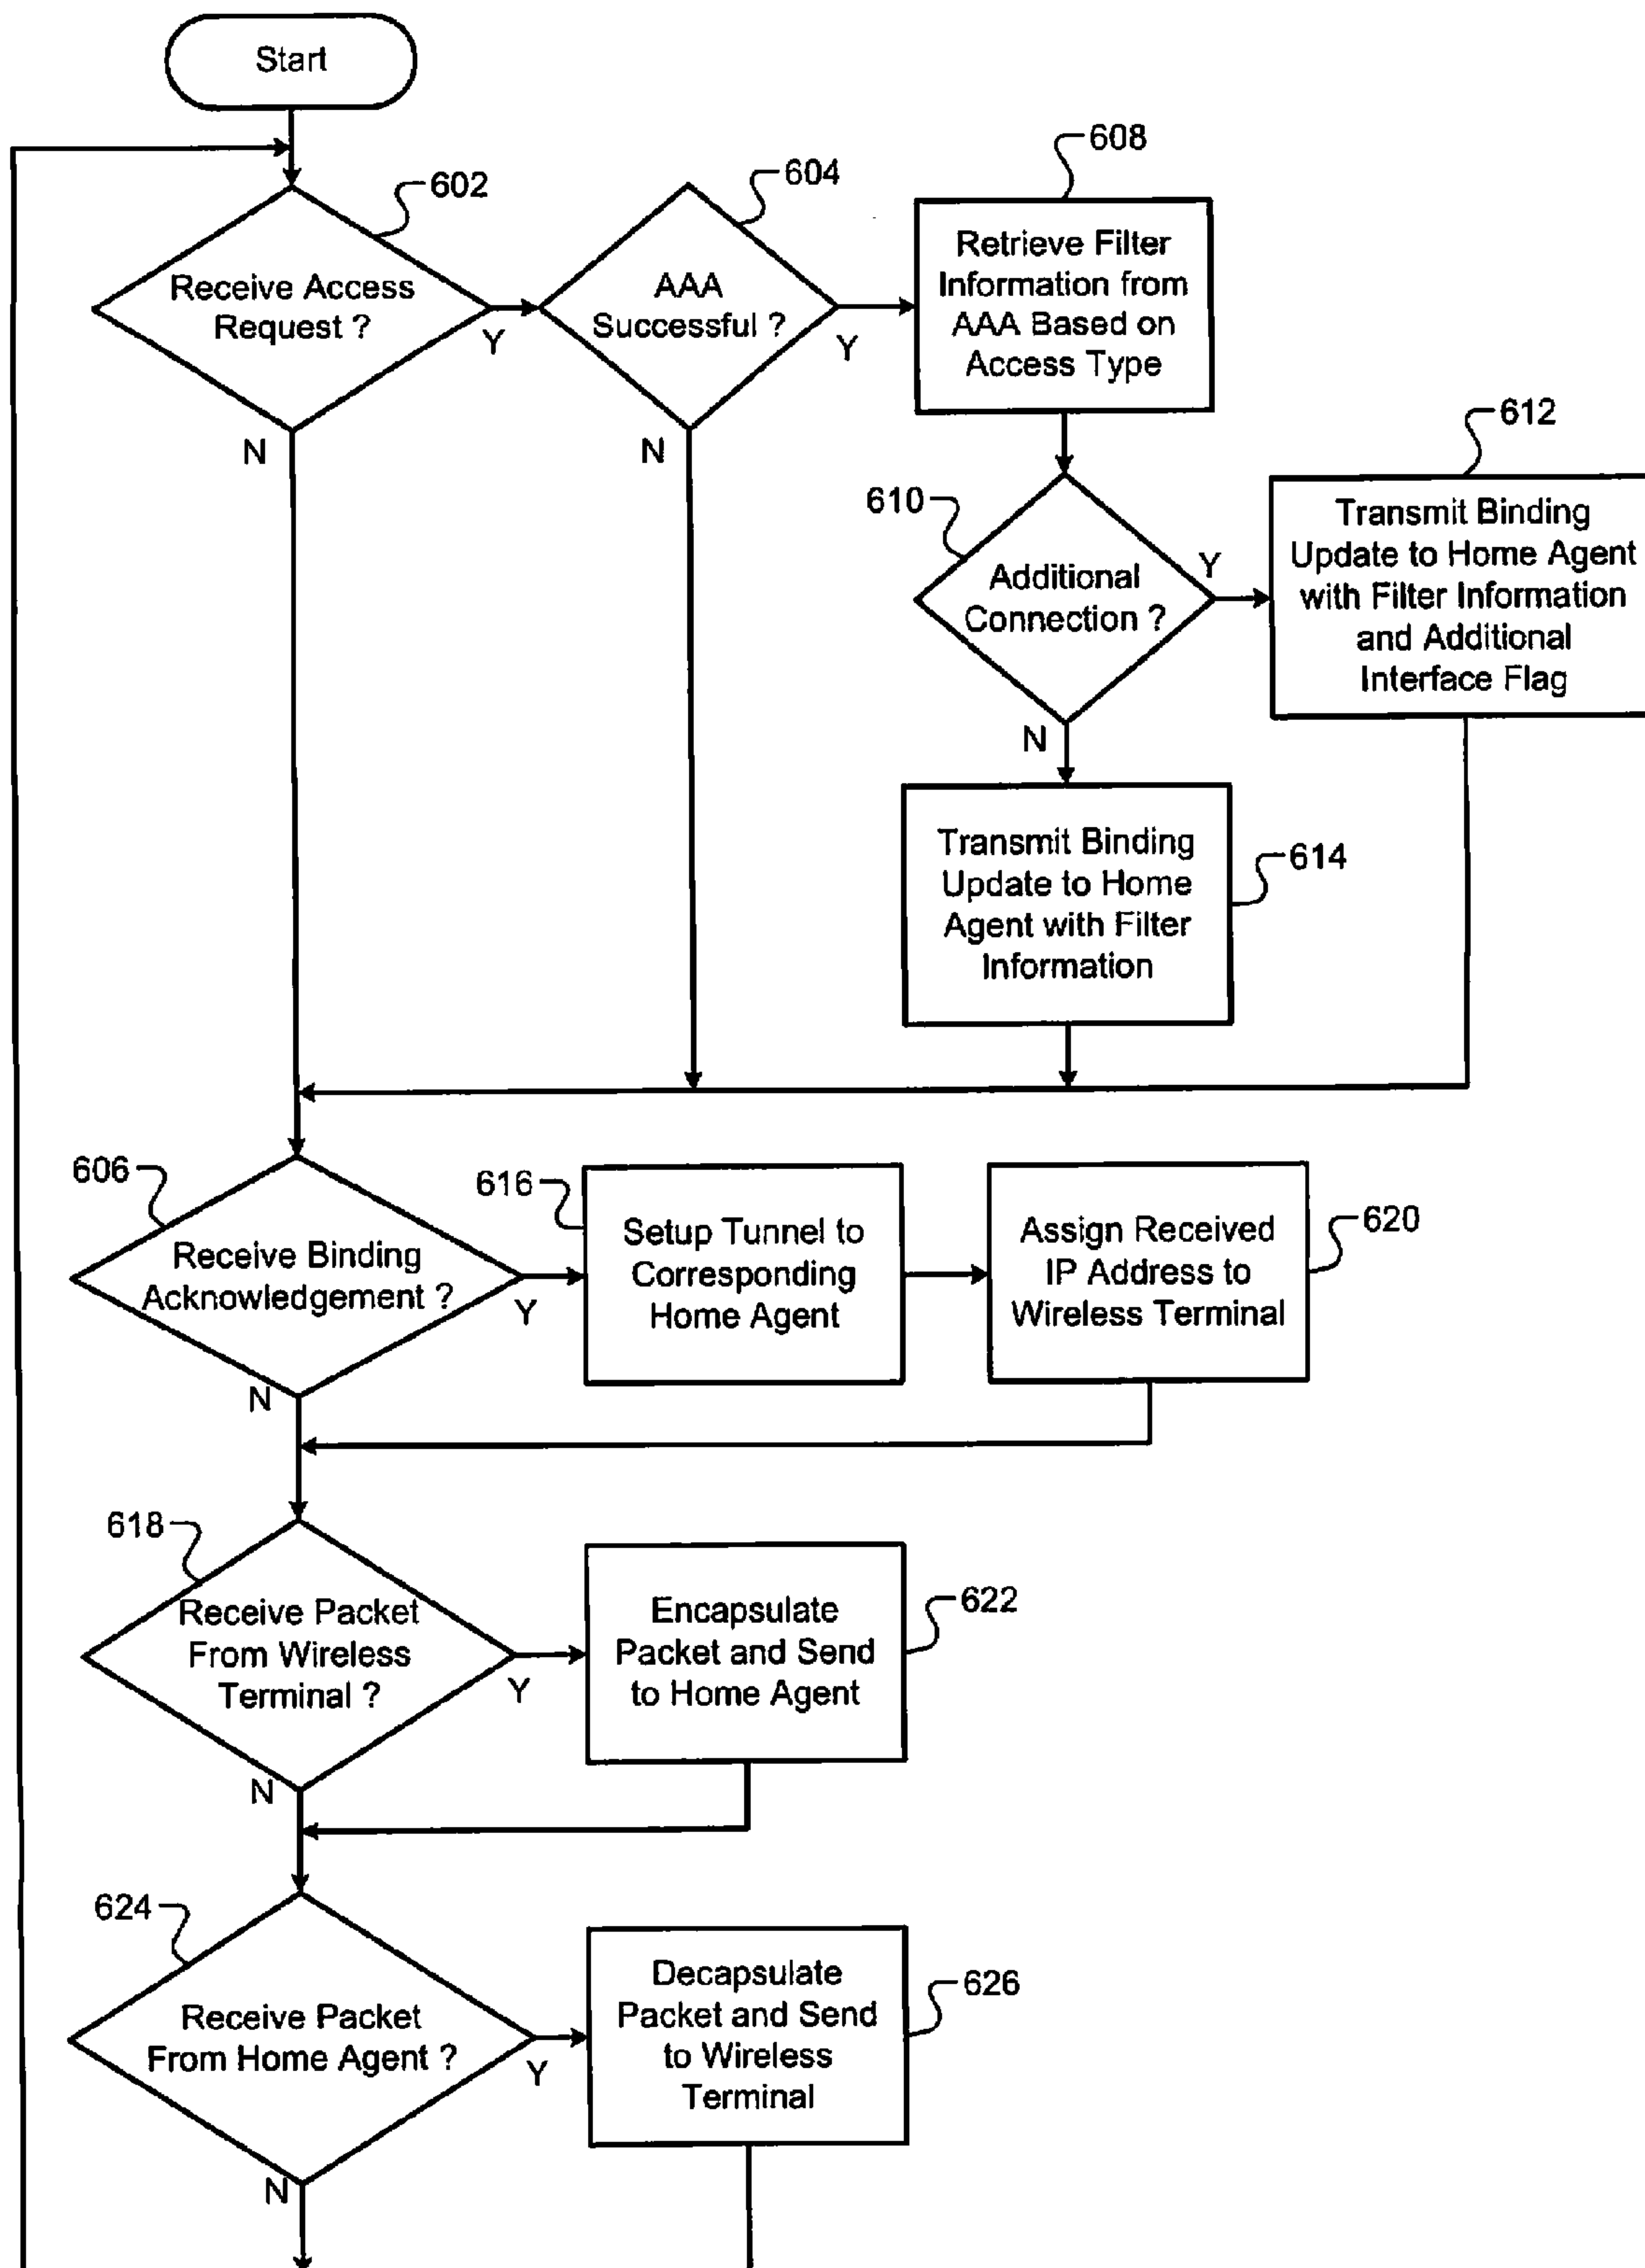 Start
602
Receive Access
Request ?
Y
N
604
AAA
Successful ?
Y
N
608
Retrieve Filter
Information from
AAA Based on
Access Type
610
Additional
Connection ?
Y
N
612
Transmit Binding
Update to Home Agent
with Filter Information
and Additional
Interface Flag
614
Transmit Binding
Update to Home
Agent with Filter
Information
606
Receive Binding
Acknowledgement ?
Y
N
616
Setup Tunnel to
Corresponding
Home Agent
620
Assign Received
IP Address to
Wireless Terminal
618
Receive Packet
From Wireless
Terminal ?
Y
N
622
Encapsulate
Packet and Send
to Home Agent
624
Receive Packet
From Home Agent ?
Y
N
626
Decapsulate
Packet and Send
to Wireless
Terminal